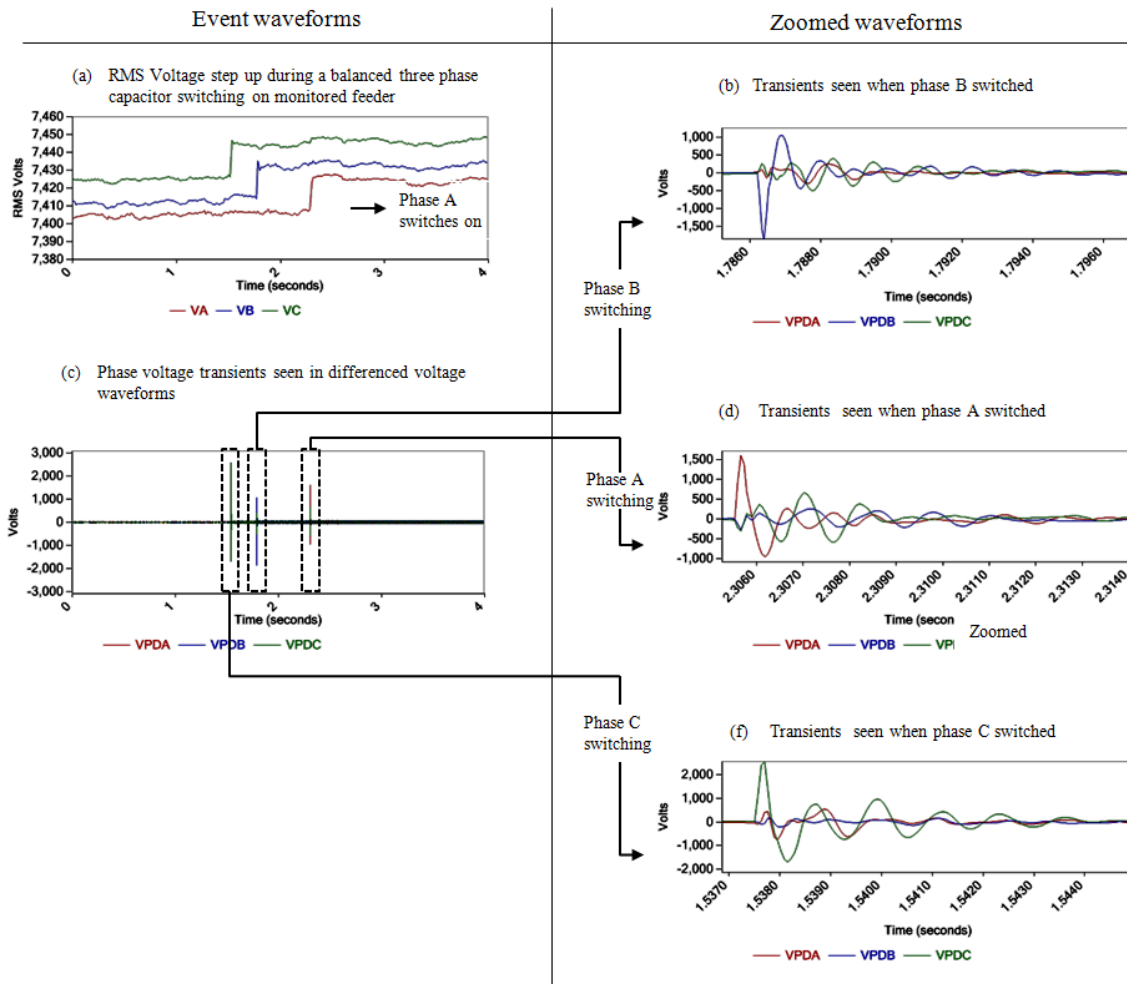 Event waveforms
Zoomed waveforms
(a) RMS Voltage step up during a balanced three phase
capacitor switching on monitored feeder
7,460
7,450
7,440
7,430
7,420
7,410
7,400
7,390
7,380
RMS Volts
Phase A
switches on
0
1
2
3
4
Time (seconds)
VA VB VC
(b) Transients seen when phase B switched
1,000
500
0
-500
-1,000
-1,500
Volts
1.7860
1.7880
1.7900
1.7920
1.7940
1.7960
Time (seconds)
VPDA VPDB VPDC
Phase B
switching
(c) Phase voltage transients seen in differenced voltage
waveforms
3,000
2,000
1,000
0
-1,000
-2,000
-3,000
Volts
0
1
2
3
4
Time (seconds)
VPDA VPDB VPDC
Phase A
switching
(d) Transients seen when phase A switched
1,500
1,000
500
0
-500
-1,000
Volts
2.3060
2.3070
2.3080
2.3090
2.3100
2.3110
2.3120
2.3130
2.3140
Time (secon
Zoomed
VPDA VPDB
Phase C
switching
(f) Transients seen when phase C switched
2,000
1,000
0
-1,000
-2,000
Volts
1.5370
1.5380
1.5390
1.5400
1.5410
1.5420
1.5430
1.5440
Time (seconds)
VPDA VPDB VPDC